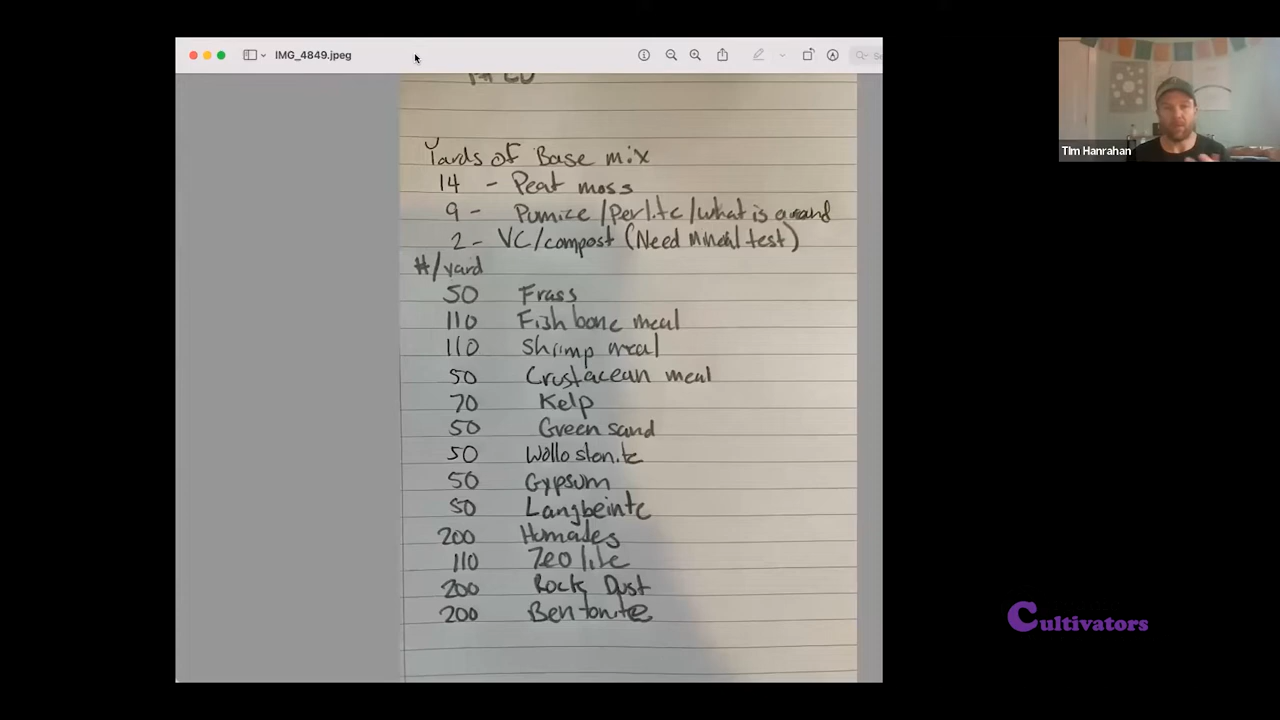 IMG_4849.jpeg
Tim Hanrahan
Yards of Base mix
14 - Peat moss
9 - Pumice/Perlite/what is around
2 - VC/compost (Need Mineral test)
#/yard
50 Frass
110 Fish bone meal
110 Shrimp meal
50 Crustacean meal
70 Kelp
50 Green sand
50 Wollostonite
50 Gypsum
50 Langbeinte
200 Humates
110 Zeolite
200 Rock Dust
200 Bentonite
Cultivators